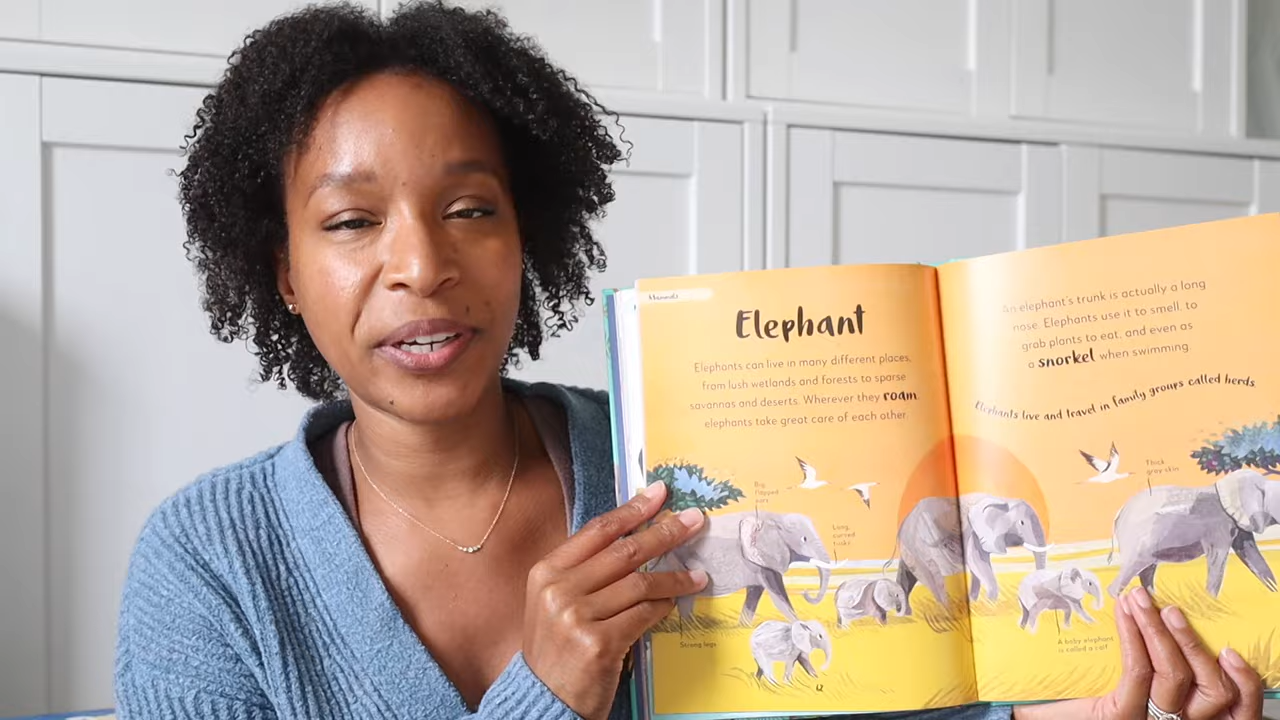 Mammals
Elephant
Elephants can live in many different places,
from lush wetlands and forests to sparse
savannas and deserts. Wherever they roam,
elephants take great care of each other.
Big,
flapped
ears
Long,
curved
tusks
Strong legs
12
An elephant's trunk is actually a long
nose. Elephants use it to smell, to
grab plants to eat, and even as
a snorkel when swimming.
Elephants live and travel in family groups called herds.
Thick
gray skin
A baby elephant
is called a calf